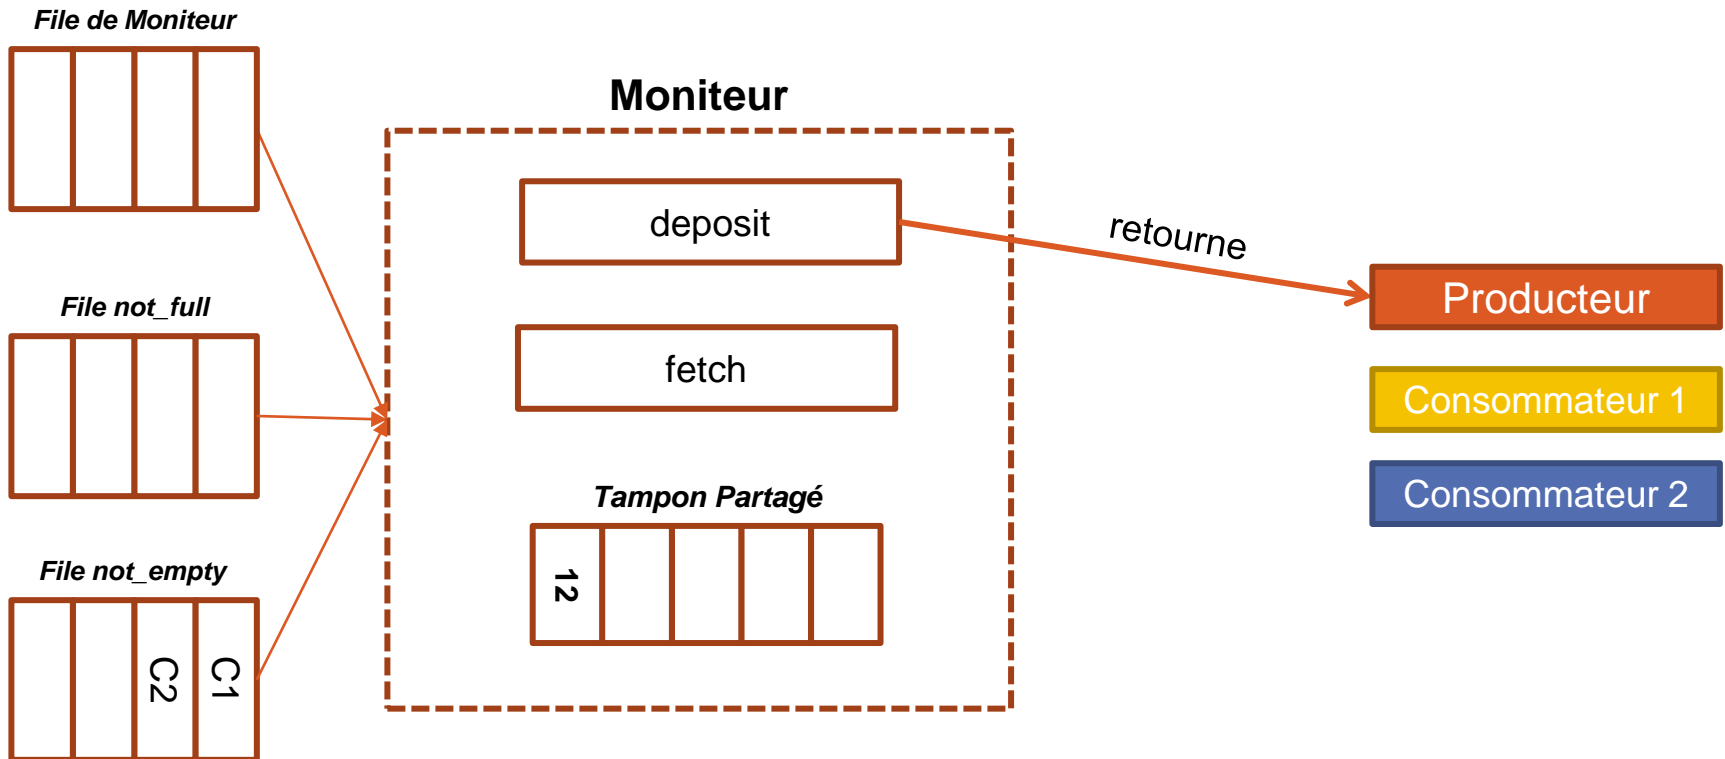 File de Moniteur
Moniteur
deposit
retourne
Producteur
File not_full
fetch
Consommateur 1
Consommateur 2
Tampon Partagé
12
File not_empty
C2
C1